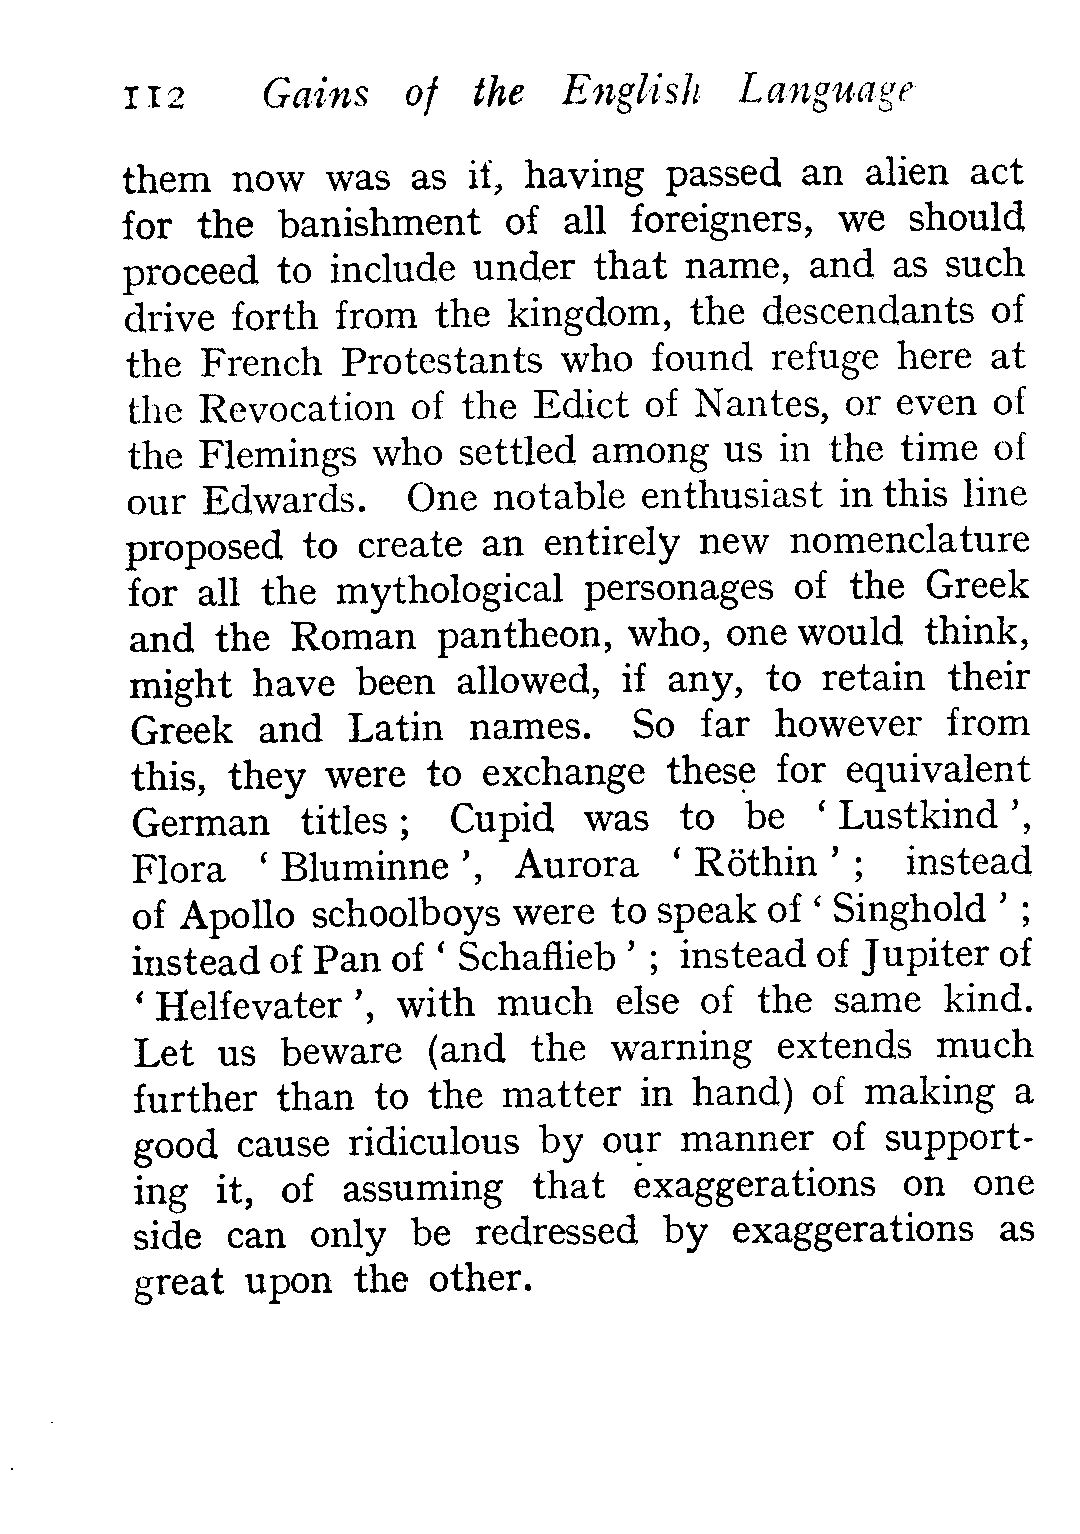 112 Gains of the English Language
them now was as if, having passed an alien act
for the banishment of all foreigners, we should
proceed to include under that name, and as such
drive forth from the kingdom, the descendants of
the French Protestants who found refuge here at
the Revocation of the Edict of Nantes, or even of
the Flemings who settled among us in the time of
our Edwards. One notable enthusiast in this line
proposed to create an entirely new nomenclature
for all the mythological personages of the Greek
and the Roman pantheon, who, one would think,
might have been allowed, if any, to retain their
Greek and Latin names. So far however from
this, they were to exchange these for equivalent
German titles ; Cupid was to be ‘ Lustkind ’,
Flora ‘ Bluminne ’, Aurora ‘ Röthin ’ ; instead
of Apollo schoolboys were to speak of ‘ Singhold ’ ;
instead of Pan of ‘ Schaflieb ’ ; instead of Jupiter of
‘ Helfevater ’, with much else of the same kind.
Let us beware (and the warning extends much
further than to the matter in hand) of making a
good cause ridiculous by our manner of support-
ing it, of assuming that exaggerations on one
side can only be redressed by exaggerations as
great upon the other.